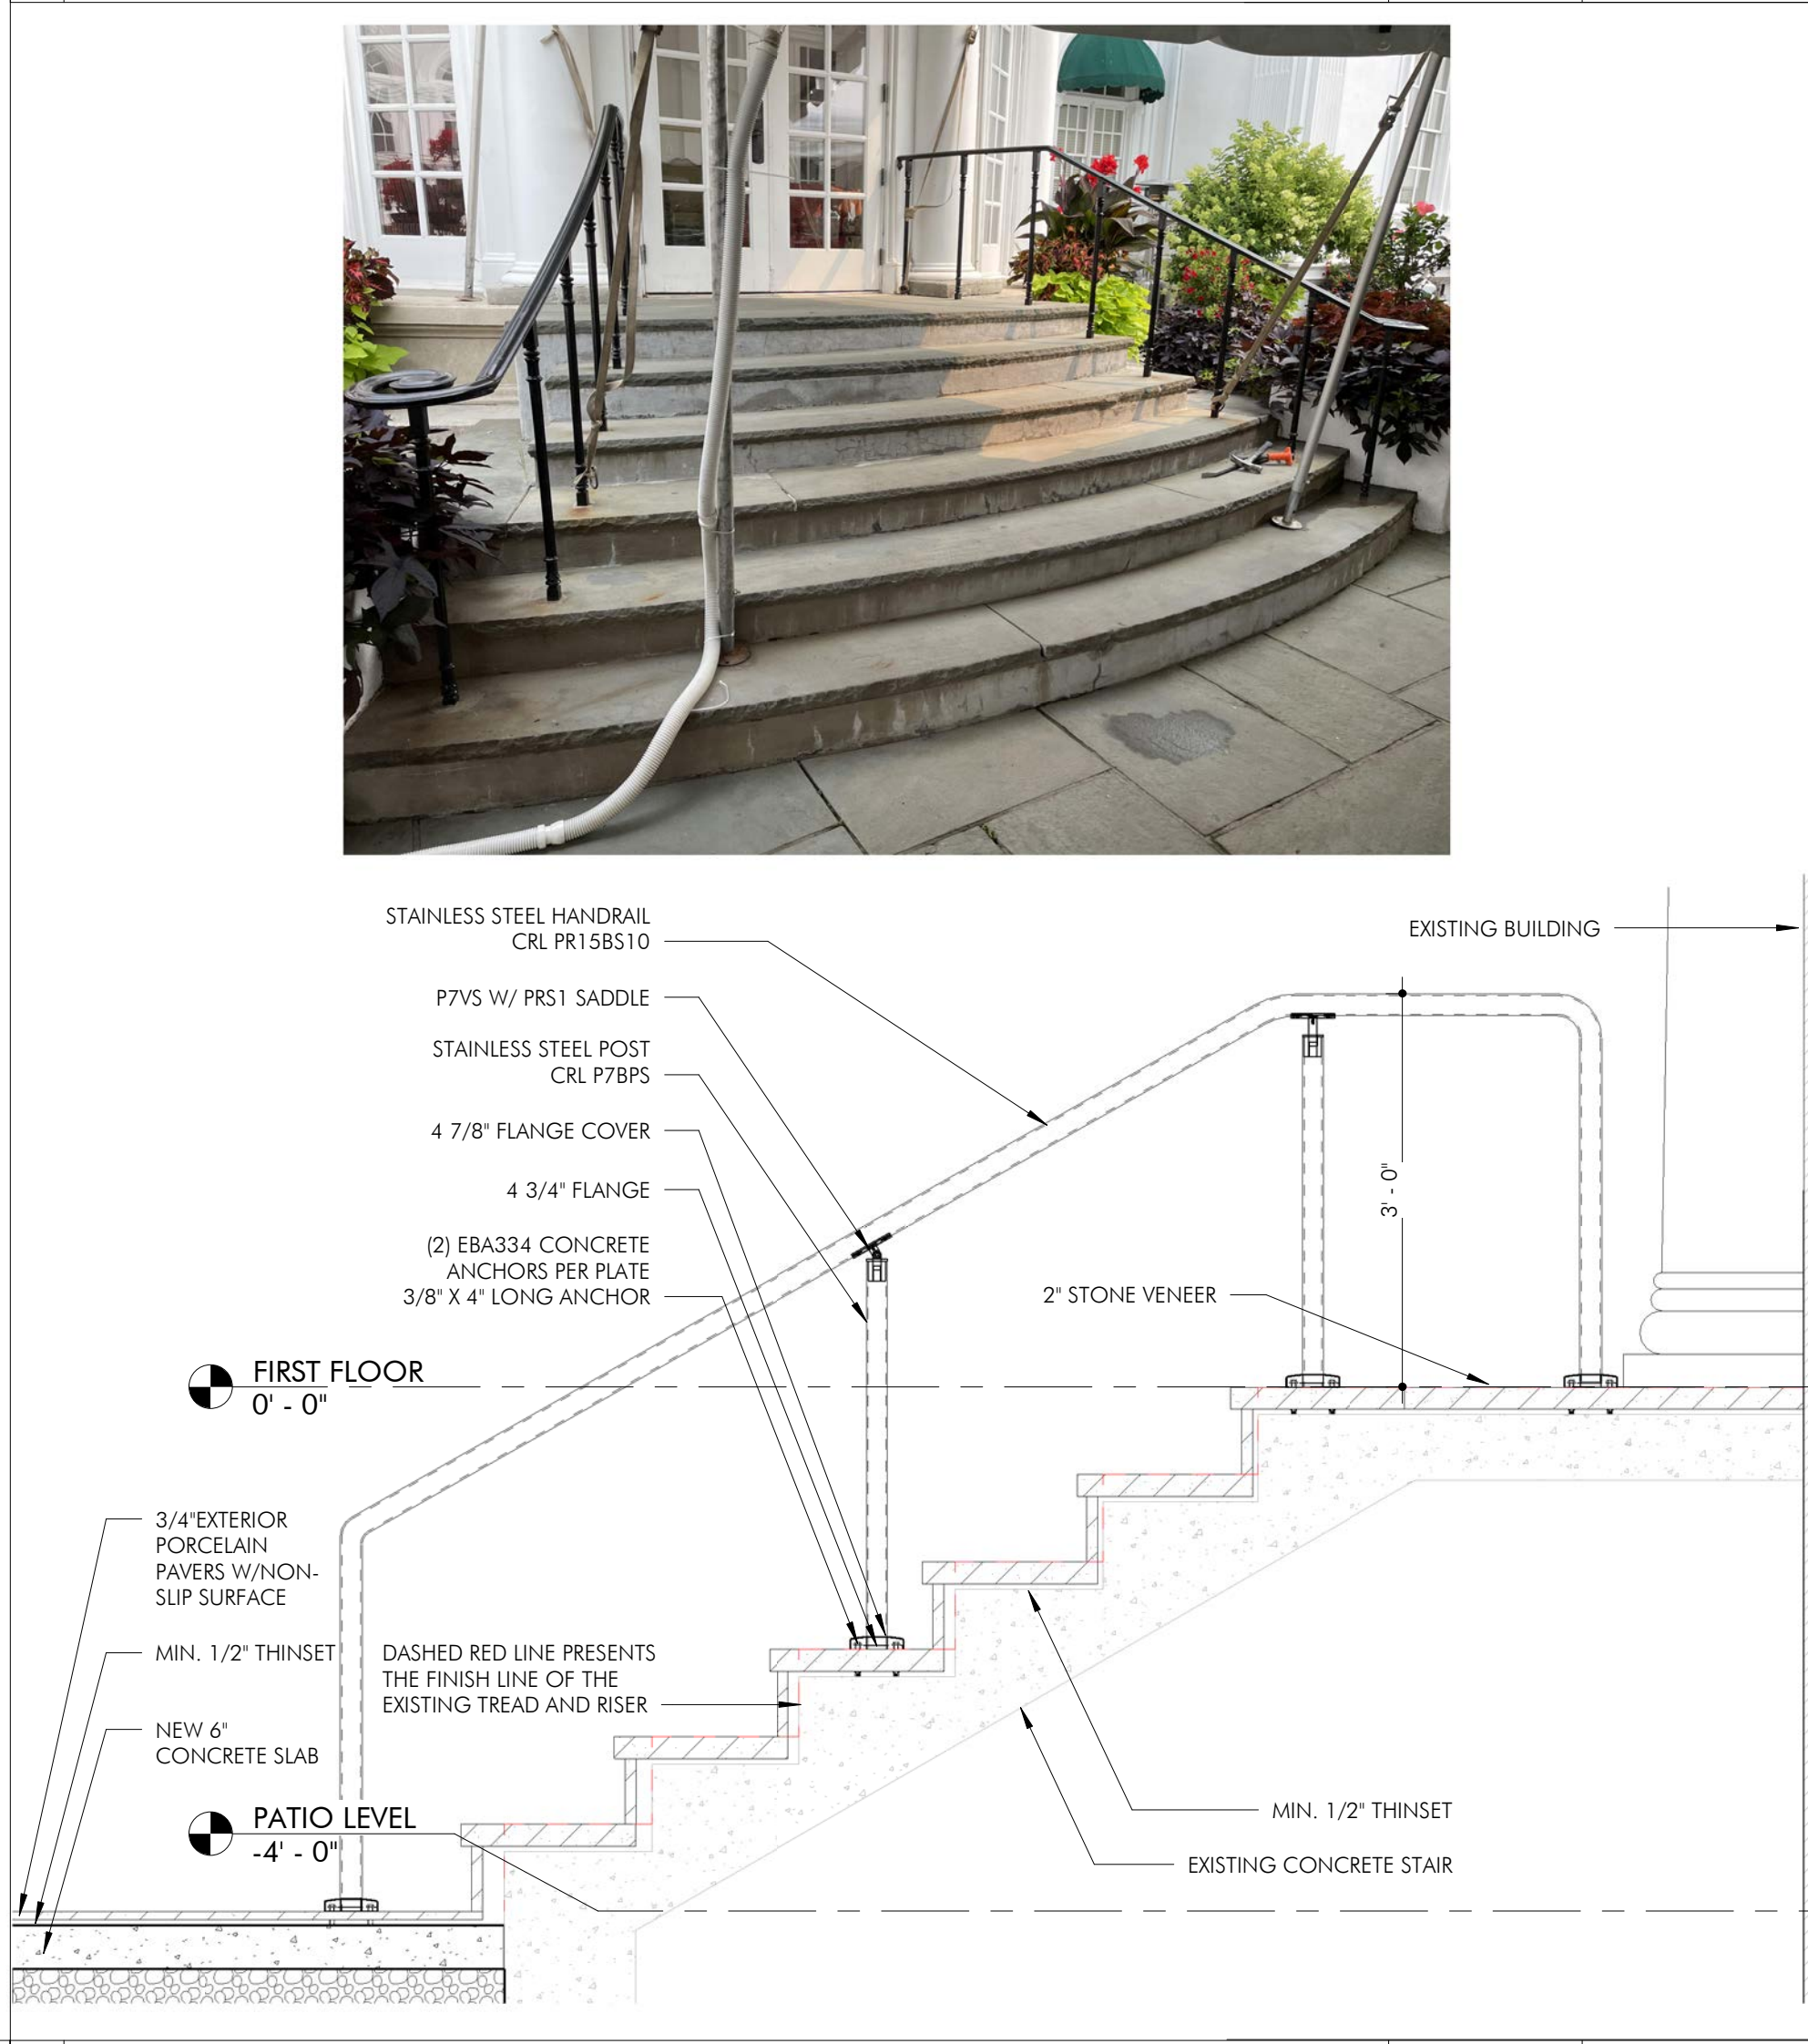 STAINLESS STEEL HANDRAIL
CRL PR15BS10
EXISTING BUILDING
P7VS W/ PRS1 SADDLE
STAINLESS STEEL POST
CRL P7BPS
4 7/8" FLANGE COVER
4 3/4" FLANGE
(2) EBA334 CONCRETE
ANCHORS PER PLATE
3/8" X 4" LONG ANCHOR
3' - 0"
2" STONE VENEER
FIRST FLOOR
0' - 0"
3/4"EXTERIOR
PORCELAIN
PAVERS W/NON-
SLIP SURFACE
MIN. 1/2" THINSET
DASHED RED LINE PRESENTS
THE FINISH LINE OF THE
EXISTING TREAD AND RISER
NEW 6"
CONCRETE SLAB
PATIO LEVEL
-4' - 0"
MIN. 1/2" THINSET
EXISTING CONCRETE STAIR